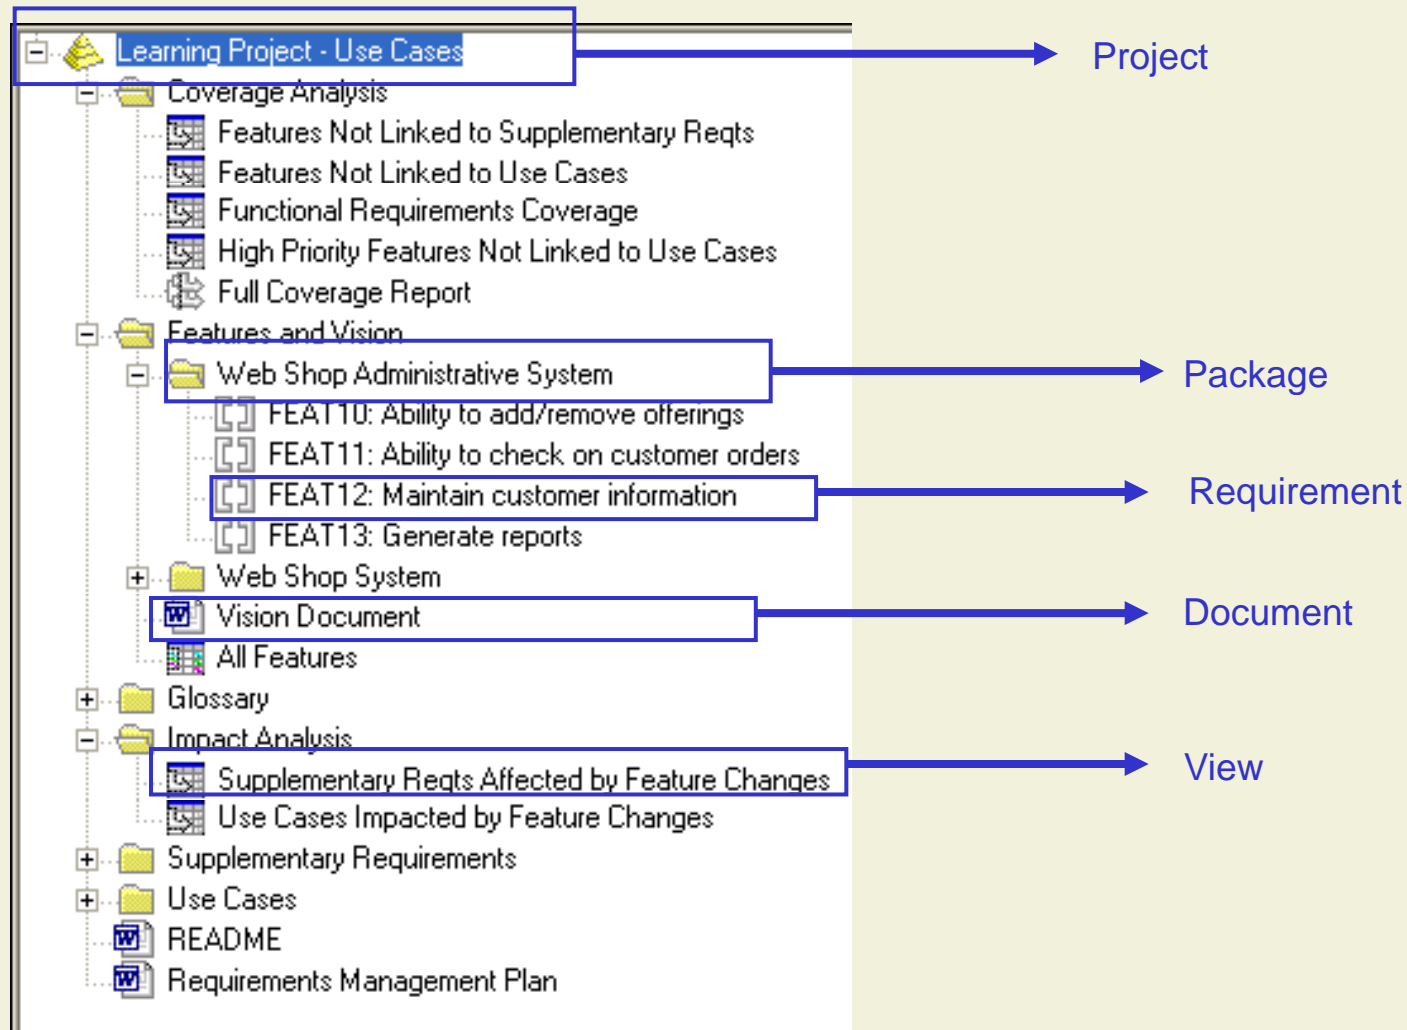 Learning Project - Use Cases
Project
Coverage Analysis
Features Not Linked to Supplementary Reqts
Features Not Linked to Use Cases
Functional Requirements Coverage
High Priority Features Not Linked to Use Cases
Full Coverage Report
Features and Vision
Web Shop Administrative System
Package
FEAT10: Ability to add/remove offerings
FEAT11: Ability to check on customer orders
FEAT12: Maintain customer information
Requirement
FEAT13: Generate reports
Web Shop System
Vision Document
Document
All Features
Glossary
Impact Analysis
Supplementary Reqts Affected by Feature Changes
View
Use Cases Impacted by Feature Changes
Supplementary Requirements
Use Cases
README
Requirements Management Plan